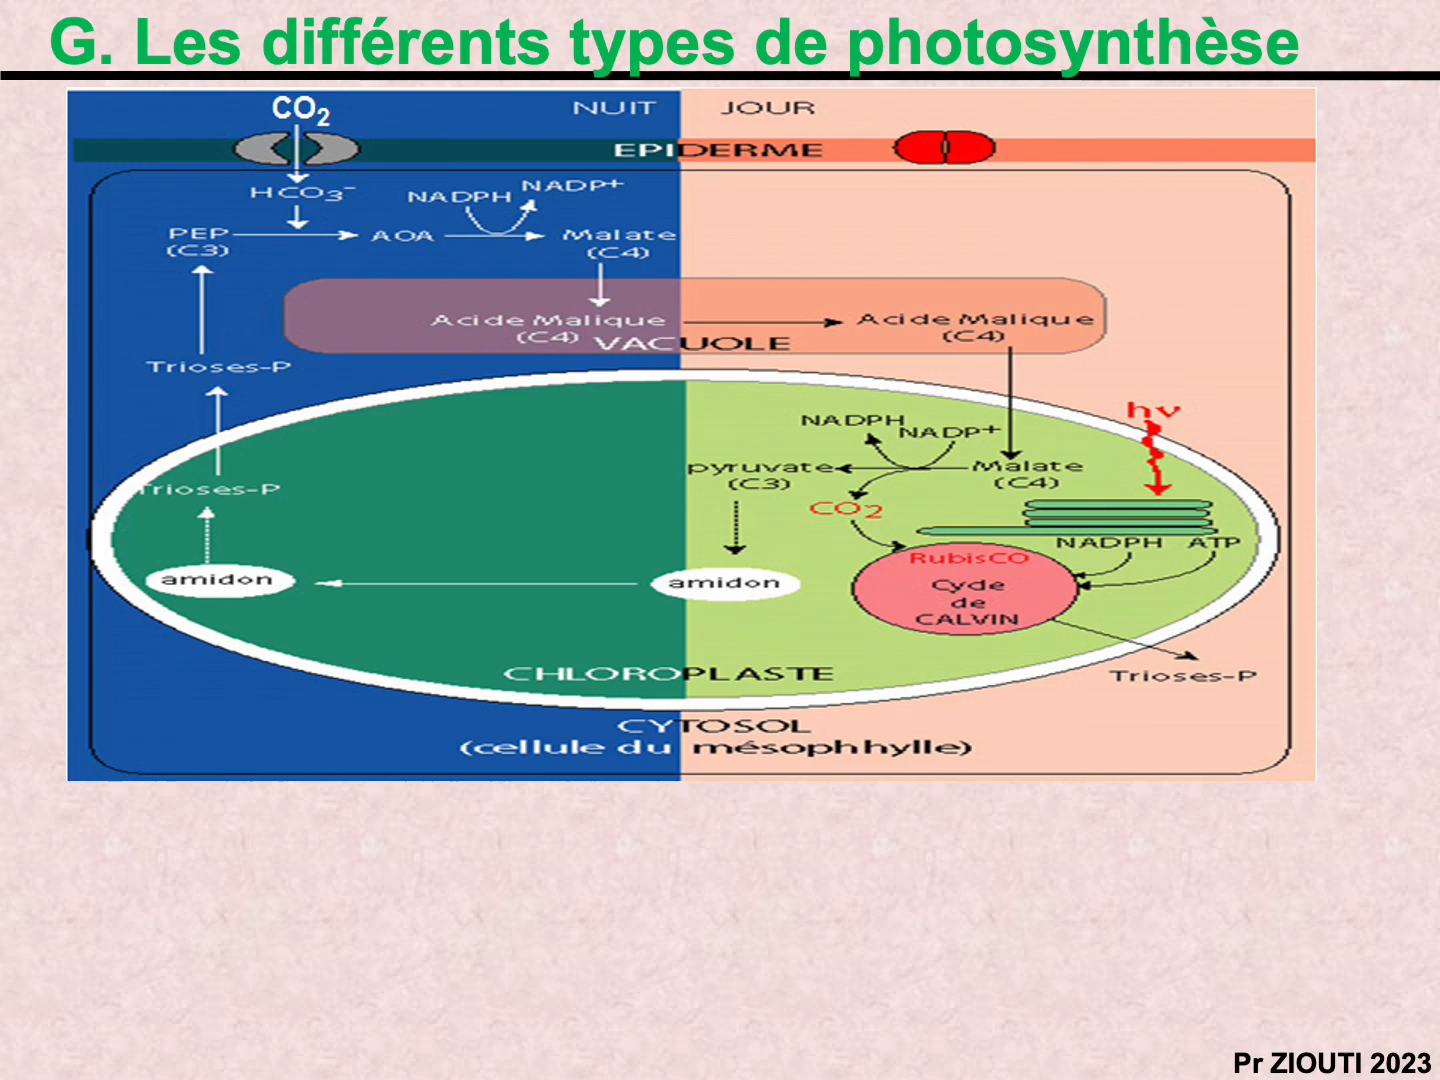 G. Les différents types de photosynthèse
CO2
NUIT
JOUR
EPIDERME
HCO3⁻
NADPH
NADP+
PEP
(C3)
AOA
Malate
(C4)
Acide Malique
(C4)
Acide Malique
(C4)
VACUOLE
Trioses-P
NADPH
NADP+
hν
pyruvate
(C3)
Malate
(C4)
CO2
Trioses-P
NADPH
ATP
RubisCO
Cycle
de
CALVIN
amidon
amidon
CHLOROPLASTE
Trioses-P
CYTOSOL
(cellule du mésophhylle)
Pr ZIOUTI 2023